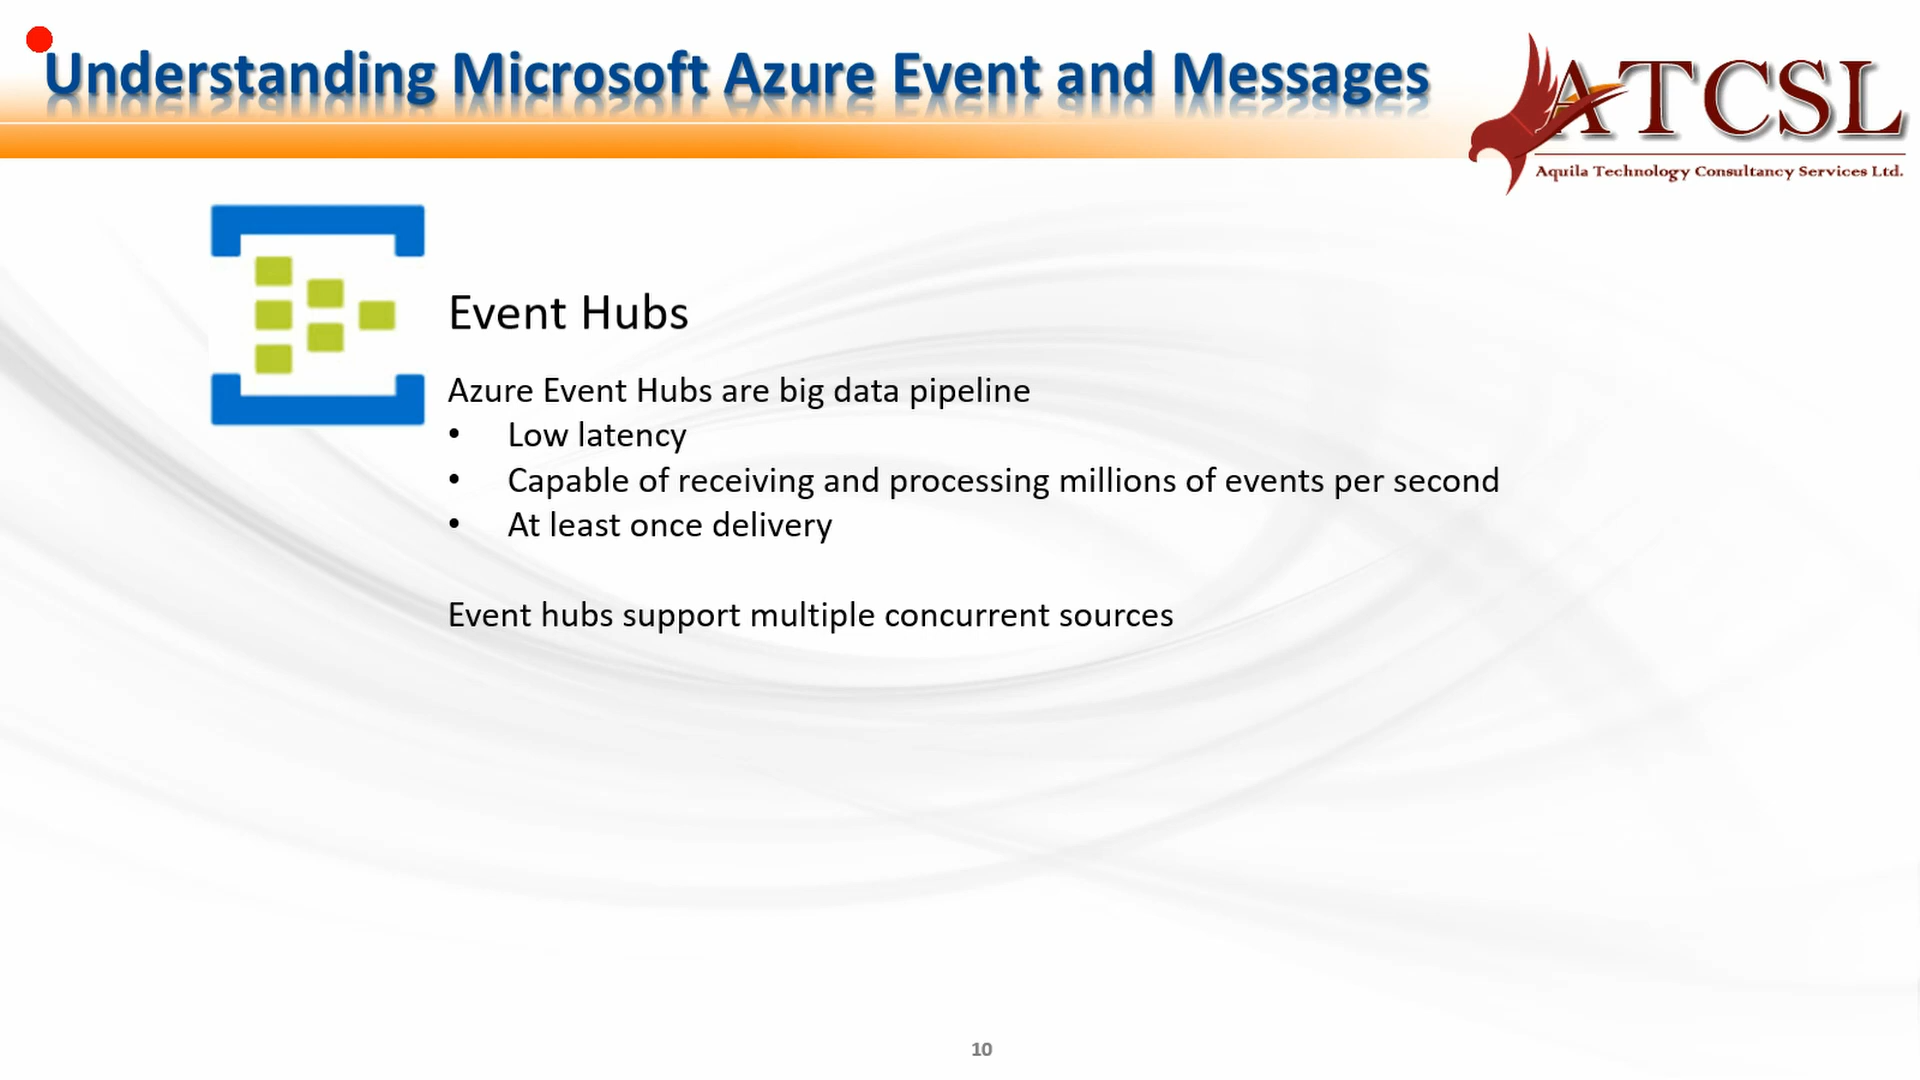 Understanding Microsoft Azure Event and Messages
ATCSL
Aquila Technology Consultancy Services Ltd.
Event Hubs
Azure Event Hubs are big data pipeline
• Low latency
• Capable of receiving and processing millions of events per second
• At least once delivery
Event hubs support multiple concurrent sources
10